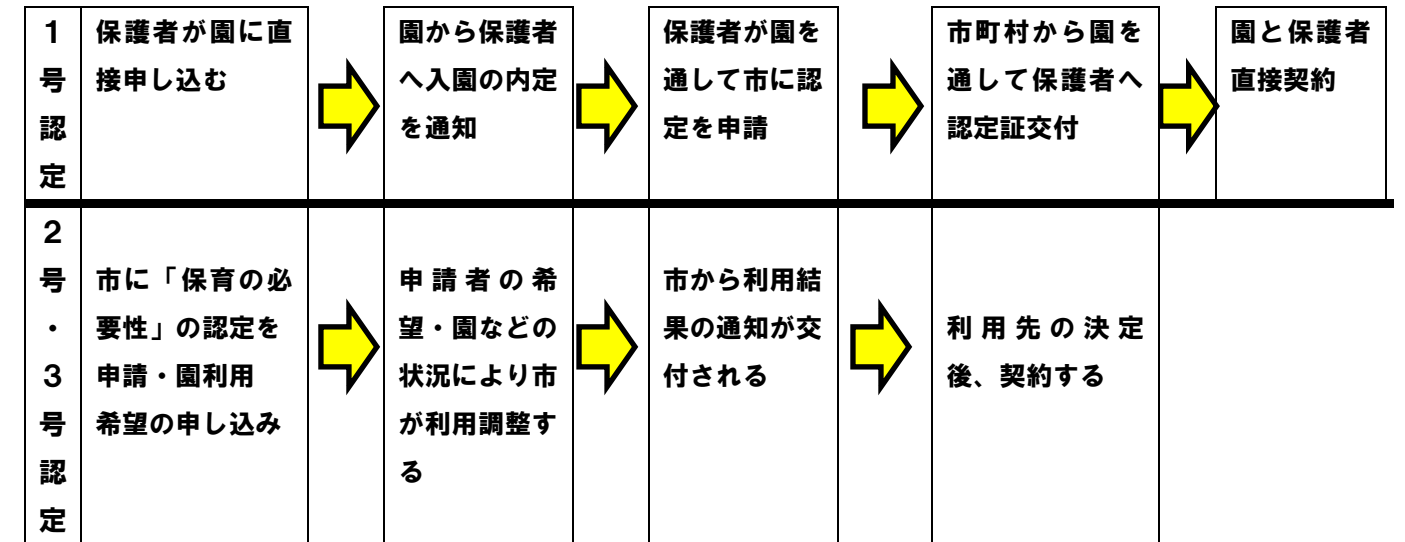 1号認定
保護者が園に直
接申し込む
園から保護者
へ入園の内定
を通知
保護者が園を
通して市に認
定を申請
市町村から園を
通して保護者へ
認定証交付
園と保護者
直接契約
2号・3号認定
市に「保育の必
要性」の認定を
申請・園利用
希望の申し込み
申請者の希
望・園などの
状況により市
が利用調整す
る
市から利用結
果の通知が交
付される
利用先の決定
後、契約する